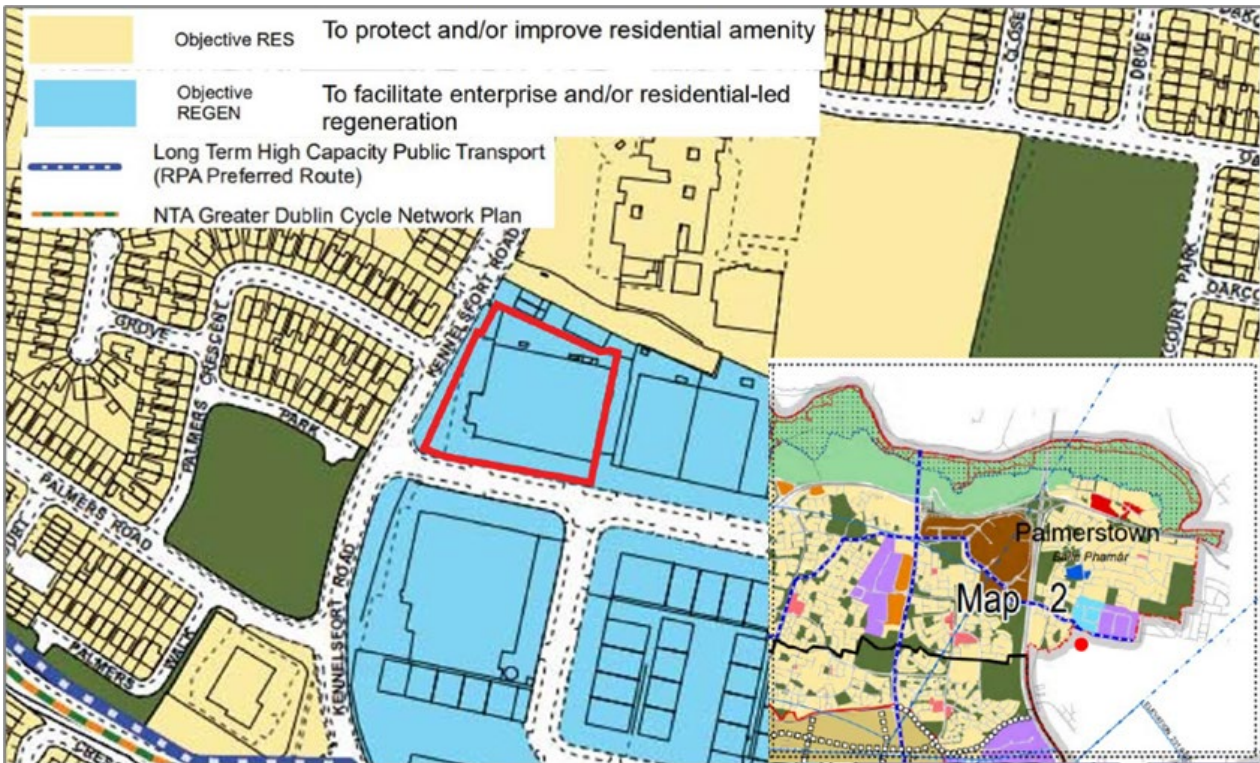 Objective RES
To protect and/or improve residential amenity
Objective
REGEN
To facilitate enterprise and/or residential-led
regeneration
Long Term High Capacity Public Transport
(RPA Preferred Route)
NTA Greater Dublin Cycle Network Plan
CLOSE
DRIVE
KENNELSFORT ROAD
GROVE
CRESCENT
PALMERS
PARK
COURT PARK
DARCO
PALMERS ROAD
COURT
WALK
PALMERS
KENNELSFORT ROAD
Palmerstown
Map 2